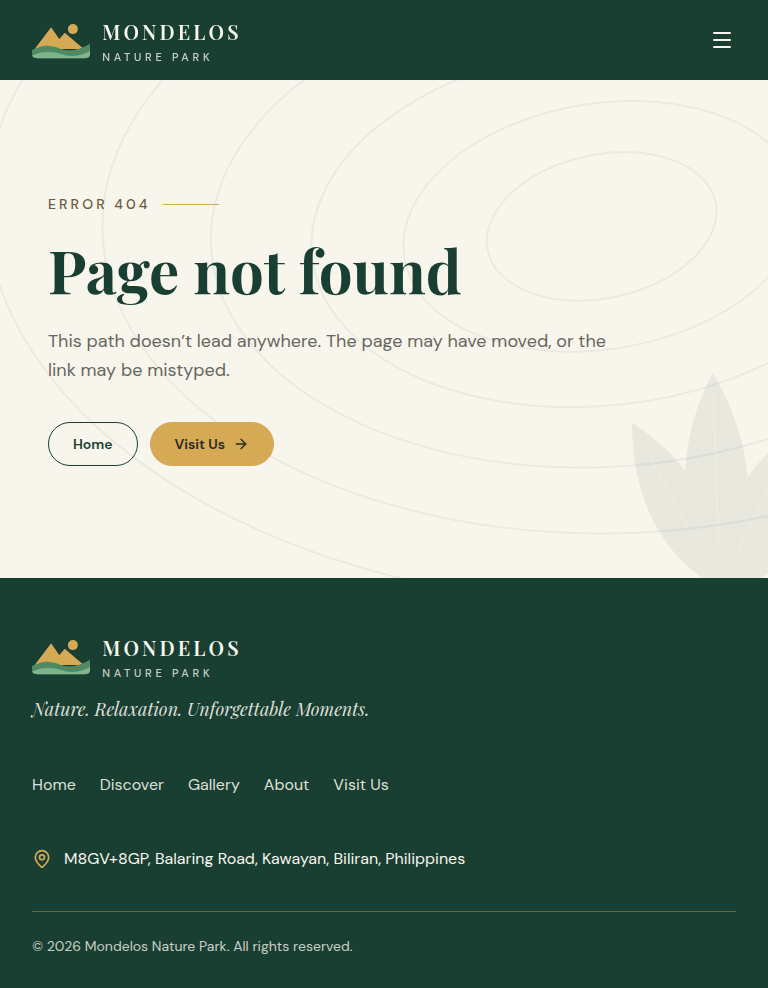 MONDELOS
NATURE PARK
ERROR 404
Page not found
This path doesn’t lead anywhere. The page may have moved, or the
link may be mistyped.
Home
Visit Us
MONDELOS
NATURE PARK
Nature. Relaxation. Unforgettable Moments.
Home Discover Gallery About Visit Us
M8GV+8GP, Balaring Road, Kawayan, Biliran, Philippines
© 2026 Mondelos Nature Park. All rights reserved.